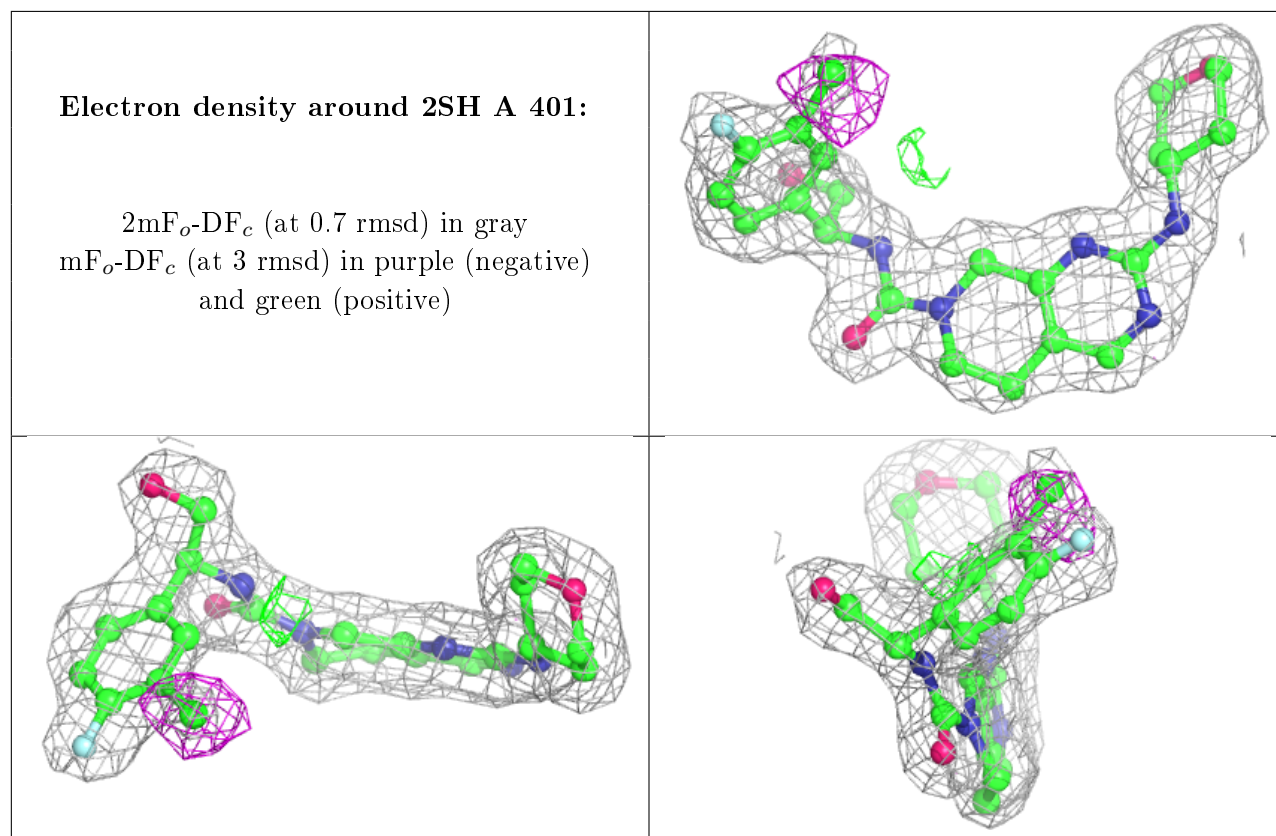 Electron density around 2SH A 401:
2mFo-DFc (at 0.7 rmsd) in gray
mFo-DFc (at 3 rmsd) in purple (negative)
and green (positive)